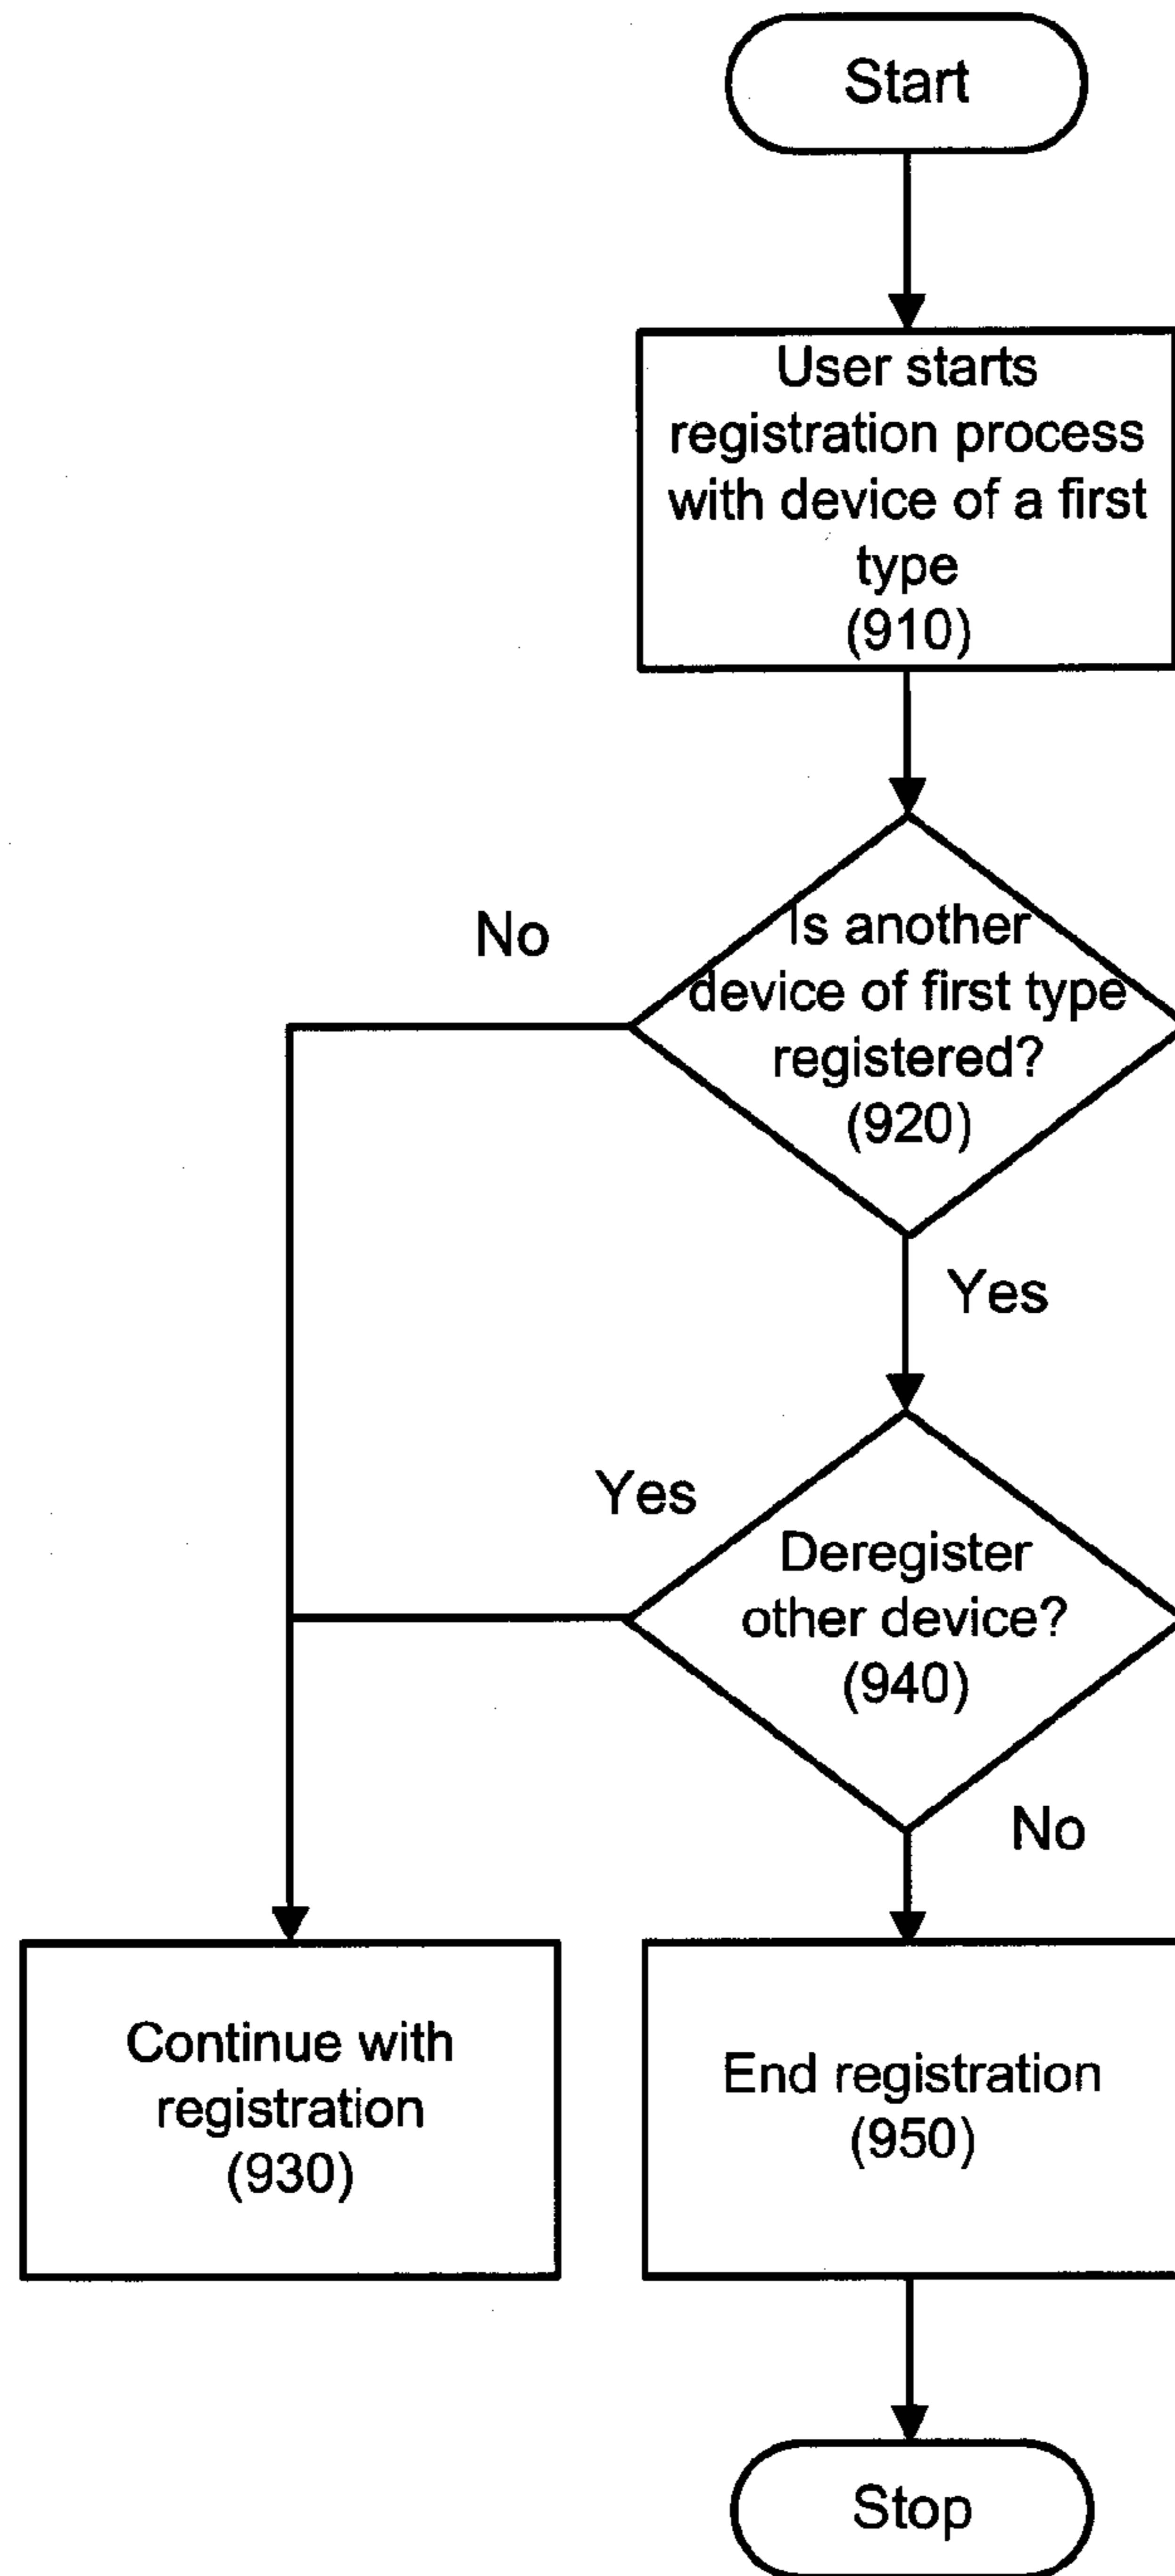 Start
User starts
registration process
with device of a first
type
(910)
No
Is another
device of first type
registered?
(920)
Yes
Yes
Deregister
other device?
(940)
No
Continue with
registration
(930)
End registration
(950)
Stop